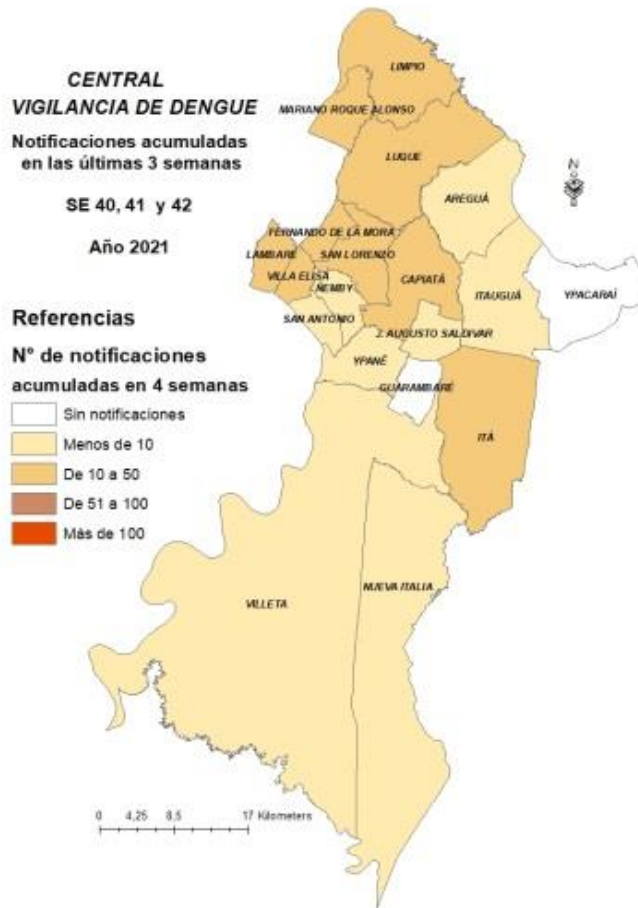 CENTRAL
VIGILANCIA DE DENGUE
Notificaciones acumuladas
en las últimas 3 semanas
SE 40, 41 y 42
Año 2021
Referencias
N° de notificaciones
acumuladas en 4 semanas
Sin notificaciones
Menos de 10
De 10 a 50
De 51 a 100
Más de 100
LIMPIO
MARIANO ROQUE ALONSO
LUQUE
N
AREGUÁ
FERNANDO DE LA MORA
LAMBARÉ
SAN LORENZO
VILLA ELISA
CAPIATÁ
ÑEMBY
ITAUGUÁ
YPACARAÍ
SAN ANTONIO
J. AUGUSTO SALDIVAR
YPANÉ
GUARAMBARÉ
ITÁ
VILLETA
NUEVA ITALIA
0 4,25 8,5 17 Kilometers